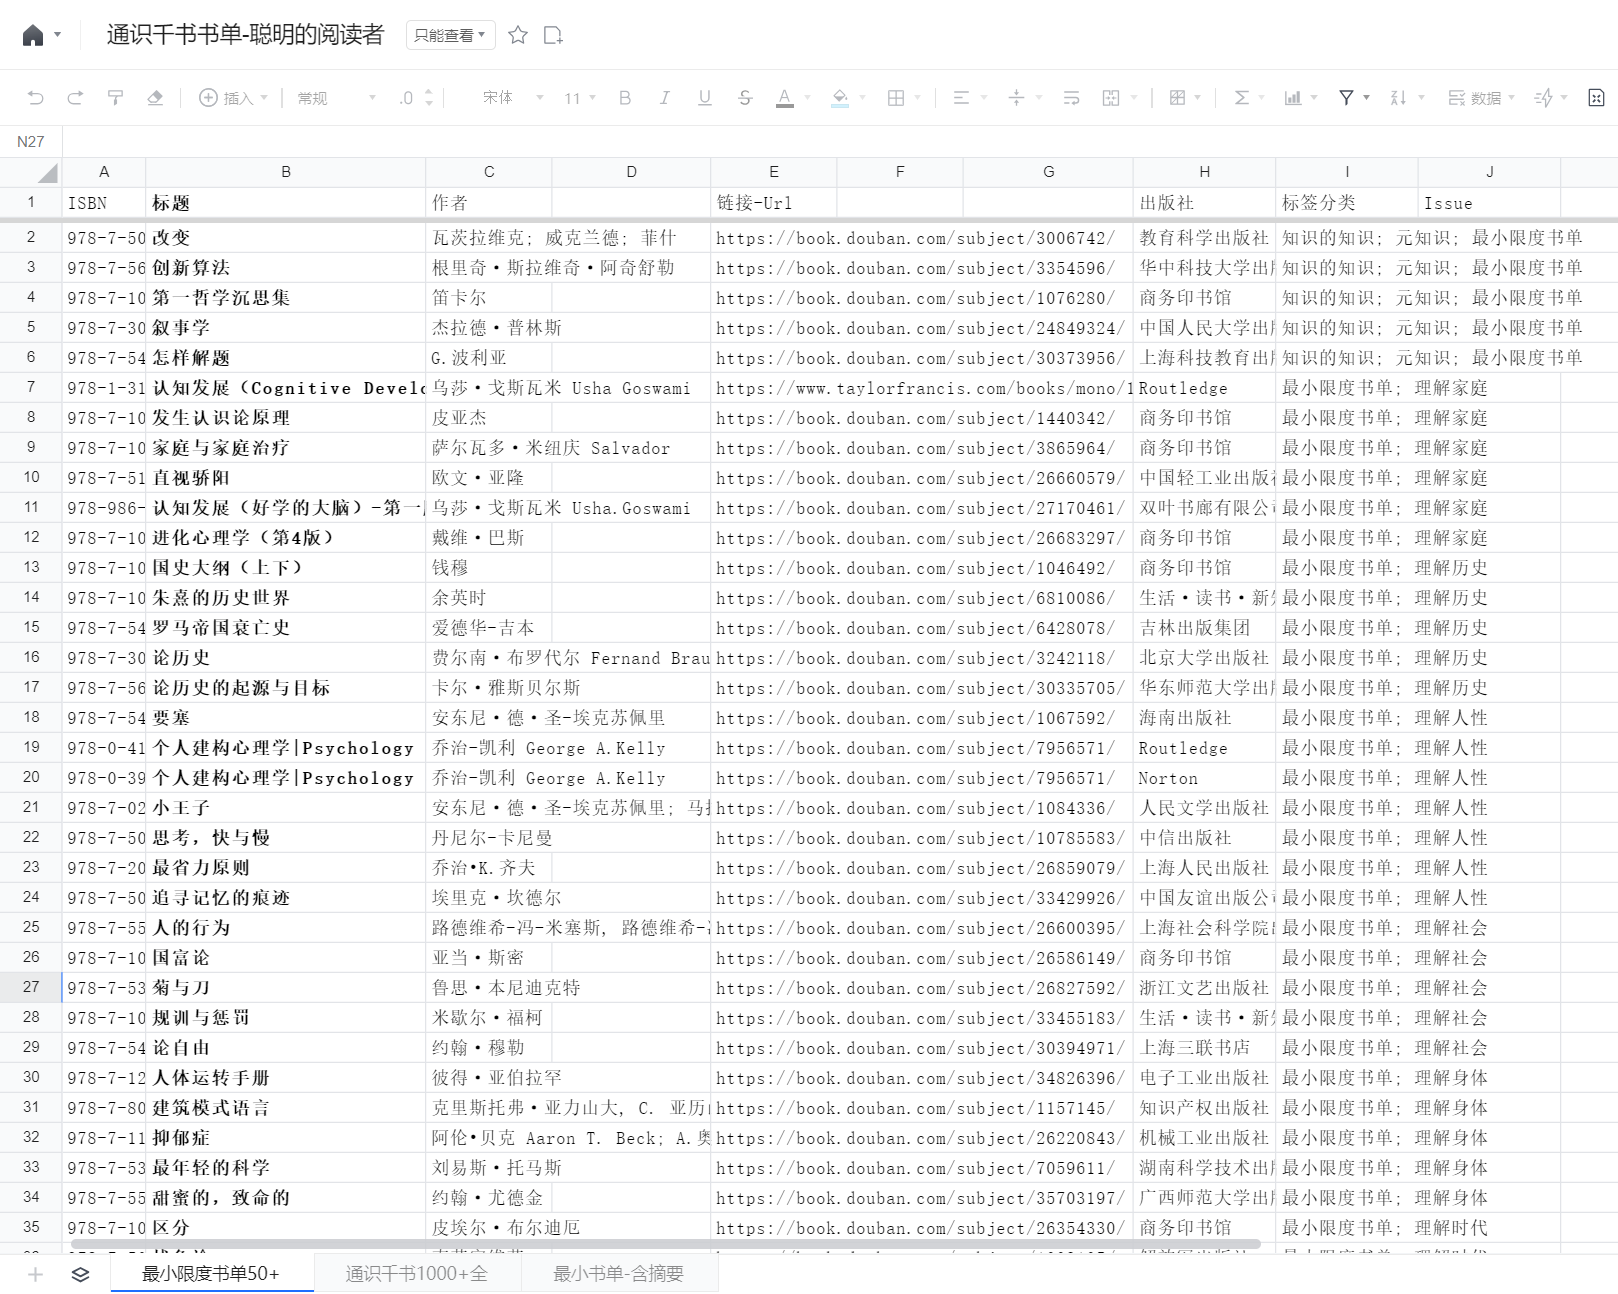 通识千书书单-聪明的阅读者 只能查看
插入 常规 .0 宋体 11 B I U S A 数据
N27
A B C D E F G H I J
1 ISBN 标题 作者 链接-Url 出版社 标签分类 Issue
2 978-7-50 改变 瓦茨拉维克; 威克兰德; 菲什 https://book.douban.com/subject/3006742/ 教育科学出版社 知识的知识; 元知识; 最小限度书单
3 978-7-56 创新算法 根里奇·斯拉维奇·阿奇舒勒 https://book.douban.com/subject/3354596/ 华中科技大学出 知识的知识; 元知识; 最小限度书单
4 978-7-10 第一哲学沉思集 笛卡尔 https://book.douban.com/subject/1076280/ 商务印书馆 知识的知识; 元知识; 最小限度书单
5 978-7-30 叙事学 杰拉德·普林斯 https://book.douban.com/subject/24849324/ 中国人民大学出 知识的知识; 元知识; 最小限度书单
6 978-7-54 怎样解题 G.波利亚 https://book.douban.com/subject/30373956/ 上海科技教育出 知识的知识; 元知识; 最小限度书单
7 978-1-31 认知发展（Cognitive Develo 乌莎·戈斯瓦米 Usha Goswami https://www.taylorfrancis.com/books/mono/1 Routledge 最小限度书单; 理解家庭
8 978-7-10 发生认识论原理 皮亚杰 https://book.douban.com/subject/1440342/ 商务印书馆 最小限度书单; 理解家庭
9 978-7-10 家庭与家庭治疗 萨尔瓦多·米纽庆 Salvador https://book.douban.com/subject/3865964/ 商务印书馆 最小限度书单; 理解家庭
10 978-7-51 直视骄阳 欧文·亚隆 https://book.douban.com/subject/26660579/ 中国轻工业出版 最小限度书单; 理解家庭
11 978-986- 认知发展（好学的大脑）-第一 乌莎·戈斯瓦米 Usha.Goswami https://book.douban.com/subject/27170461/ 双叶书廊有限公 最小限度书单; 理解家庭
12 978-7-10 进化心理学（第4版） 戴维·巴斯 https://book.douban.com/subject/26683297/ 商务印书馆 最小限度书单; 理解家庭
13 978-7-10 国史大纲（上下） 钱穆 https://book.douban.com/subject/1046492/ 商务印书馆 最小限度书单; 理解历史
14 978-7-10 朱熹的历史世界 余英时 https://book.douban.com/subject/6810086/ 生活·读书·新 最小限度书单; 理解历史
15 978-7-54 罗马帝国衰亡史 爱德华-吉本 https://book.douban.com/subject/6428078/ 吉林出版集团 最小限度书单; 理解历史
16 978-7-30 论历史 费尔南·布罗代尔 Fernand Brau https://book.douban.com/subject/3242118/ 北京大学出版社 最小限度书单; 理解历史
17 978-7-56 论历史的起源与目标 卡尔·雅斯贝尔斯 https://book.douban.com/subject/30335705/ 华东师范大学出 最小限度书单; 理解历史
18 978-7-54 要塞 安东尼·德·圣-埃克苏佩里 https://book.douban.com/subject/1067592/ 海南出版社 最小限度书单; 理解人性
19 978-0-41 个人建构心理学|Psychology 乔治-凯利 George A.Kelly https://book.douban.com/subject/7956571/ Routledge 最小限度书单; 理解人性
20 978-0-39 个人建构心理学|Psychology 乔治-凯利 George A.Kelly https://book.douban.com/subject/7956571/ Norton 最小限度书单; 理解人性
21 978-7-02 小王子 安东尼·德·圣-埃克苏佩里; 马 https://book.douban.com/subject/1084336/ 人民文学出版社 最小限度书单; 理解人性
22 978-7-50 思考，快与慢 丹尼尔-卡尼曼 https://book.douban.com/subject/10785583/ 中信出版社 最小限度书单; 理解人性
23 978-7-20 最省力原则 乔治•K.齐夫 https://book.douban.com/subject/26859079/ 上海人民出版社 最小限度书单; 理解人性
24 978-7-50 追寻记忆的痕迹 埃里克·坎德尔 https://book.douban.com/subject/33429926/ 中国友谊出版公 最小限度书单; 理解人性
25 978-7-55 人的行为 路德维希-冯-米塞斯, 路德维希- https://book.douban.com/subject/26600395/ 上海社会科学院 最小限度书单; 理解社会
26 978-7-10 国富论 亚当·斯密 https://book.douban.com/subject/26586149/ 商务印书馆 最小限度书单; 理解社会
27 978-7-53 菊与刀 鲁思·本尼迪克特 https://book.douban.com/subject/26827592/ 浙江文艺出版社 最小限度书单; 理解社会
28 978-7-10 规训与惩罚 米歇尔·福柯 https://book.douban.com/subject/33455183/ 生活·读书·新 最小限度书单; 理解社会
29 978-7-54 论自由 约翰·穆勒 https://book.douban.com/subject/30394971/ 上海三联书店 最小限度书单; 理解社会
30 978-7-12 人体运转手册 彼得·亚伯拉罕 https://book.douban.com/subject/34826396/ 电子工业出版社 最小限度书单; 理解身体
31 978-7-80 建筑模式语言 克里斯托弗·亚力山大, C. 亚历 https://book.douban.com/subject/1157145/ 知识产权出版社 最小限度书单; 理解身体
32 978-7-11 抑郁症 阿伦•贝克 Aaron T. Beck; A.奥 https://book.douban.com/subject/26220843/ 机械工业出版社 最小限度书单; 理解身体
33 978-7-53 最年轻的科学 刘易斯·托马斯 https://book.douban.com/subject/7059611/ 湖南科学技术出 最小限度书单; 理解身体
34 978-7-55 甜蜜的，致命的 约翰·尤德金 https://book.douban.com/subject/35703197/ 广西师范大学出 最小限度书单; 理解身体
35 978-7-10 区分 皮埃尔·布尔迪厄 https://book.douban.com/subject/26354330/ 商务印书馆 最小限度书单; 理解时代
最小限度书单50+ 通识千书1000+全 最小书单-含摘要